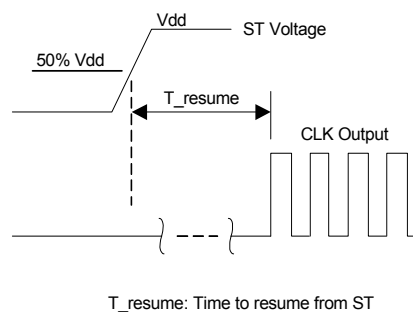 Vdd
ST Voltage
50% Vdd
T_resume
CLK Output
T_resume: Time to resume from ST